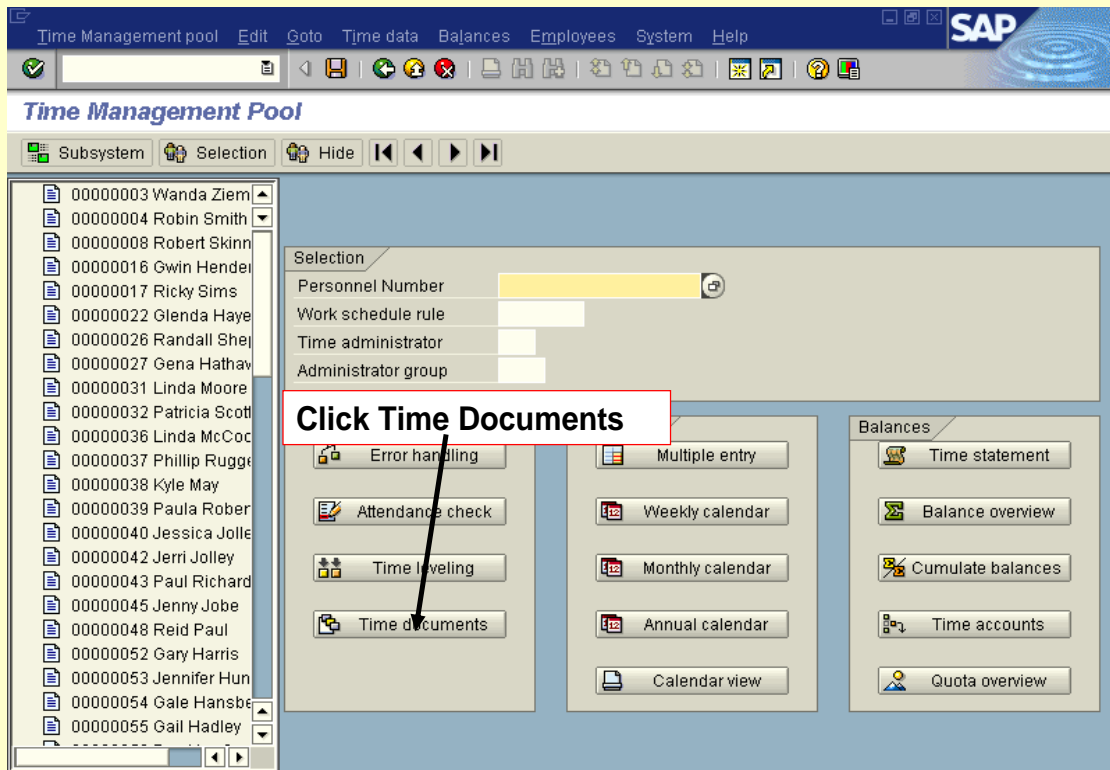 Time Management pool Edit Goto Time data Balances Employees System Help
SAP
Time Management Pool
Subsystem Selection Hide
00000003 Wanda Ziem
00000004 Robin Smith
00000008 Robert Skinn
00000016 Gwin Hender
00000017 Ricky Sims
00000022 Glenda Haye
00000026 Randall Shep
00000027 Gena Hathaw
00000031 Linda Moore
00000032 Patricia Scott
00000036 Linda McCoo
00000037 Phillip Rugge
00000038 Kyle May
00000039 Paula Rober
00000040 Jessica Jolle
00000042 Jerri Jolley
00000043 Paul Richard
00000045 Jenny Jobe
00000048 Reid Paul
00000052 Gary Harris
00000053 Jennifer Hun
00000054 Gale Hansbe
00000055 Gail Hadley
Selection
Personnel Number
Work schedule rule
Time administrator
Administrator group
Click Time Documents
Error handling
Attendance check
Time leveling
Time documents
Multiple entry
Weekly calendar
Monthly calendar
Annual calendar
Calendar view
Balances
Time statement
Balance overview
Cumulate balances
Time accounts
Quota overview